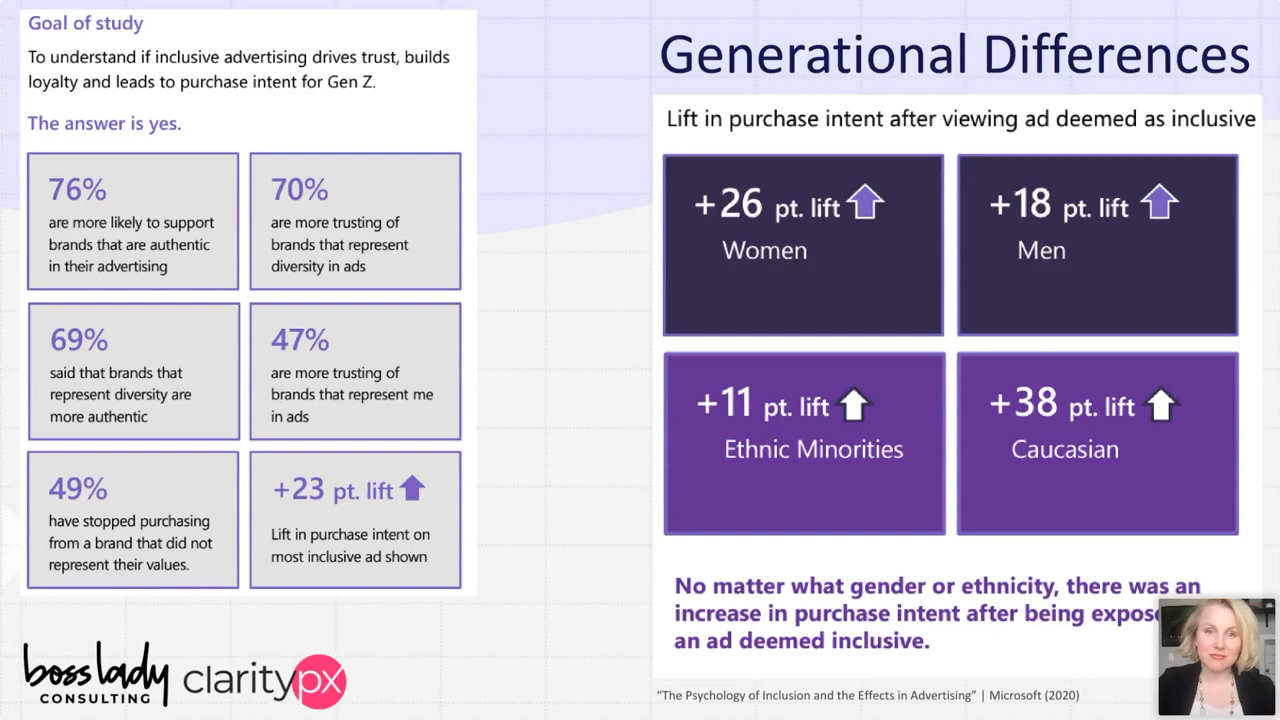 Goal of study
To understand if inclusive advertising drives trust, builds
loyalty and leads to purchase intent for Gen Z.
The answer is yes.
76%
are more likely to support
brands that are authentic
in their advertising
70%
are more trusting of
brands that represent
diversity in ads
69%
said that brands that
represent diversity are
more authentic
47%
are more trusting of
brands that represent me
in ads
49%
have stopped purchasing
from a brand that did not
represent their values.
+23 pt. lift
Lift in purchase intent on
most inclusive ad shown
boss lady
CONSULTING
claritypx
Generational Differences
Lift in purchase intent after viewing ad deemed as inclusive
+26 pt. lift
Women
+18 pt. lift
Men
+11 pt. lift
Ethnic Minorities
+38 pt. lift
Caucasian
No matter what gender or ethnicity, there was an
increase in purchase intent after being
an ad deemed inclusive.
“The Psychology of Inclusion and the Effects in Advertising” | Microsoft (2020)